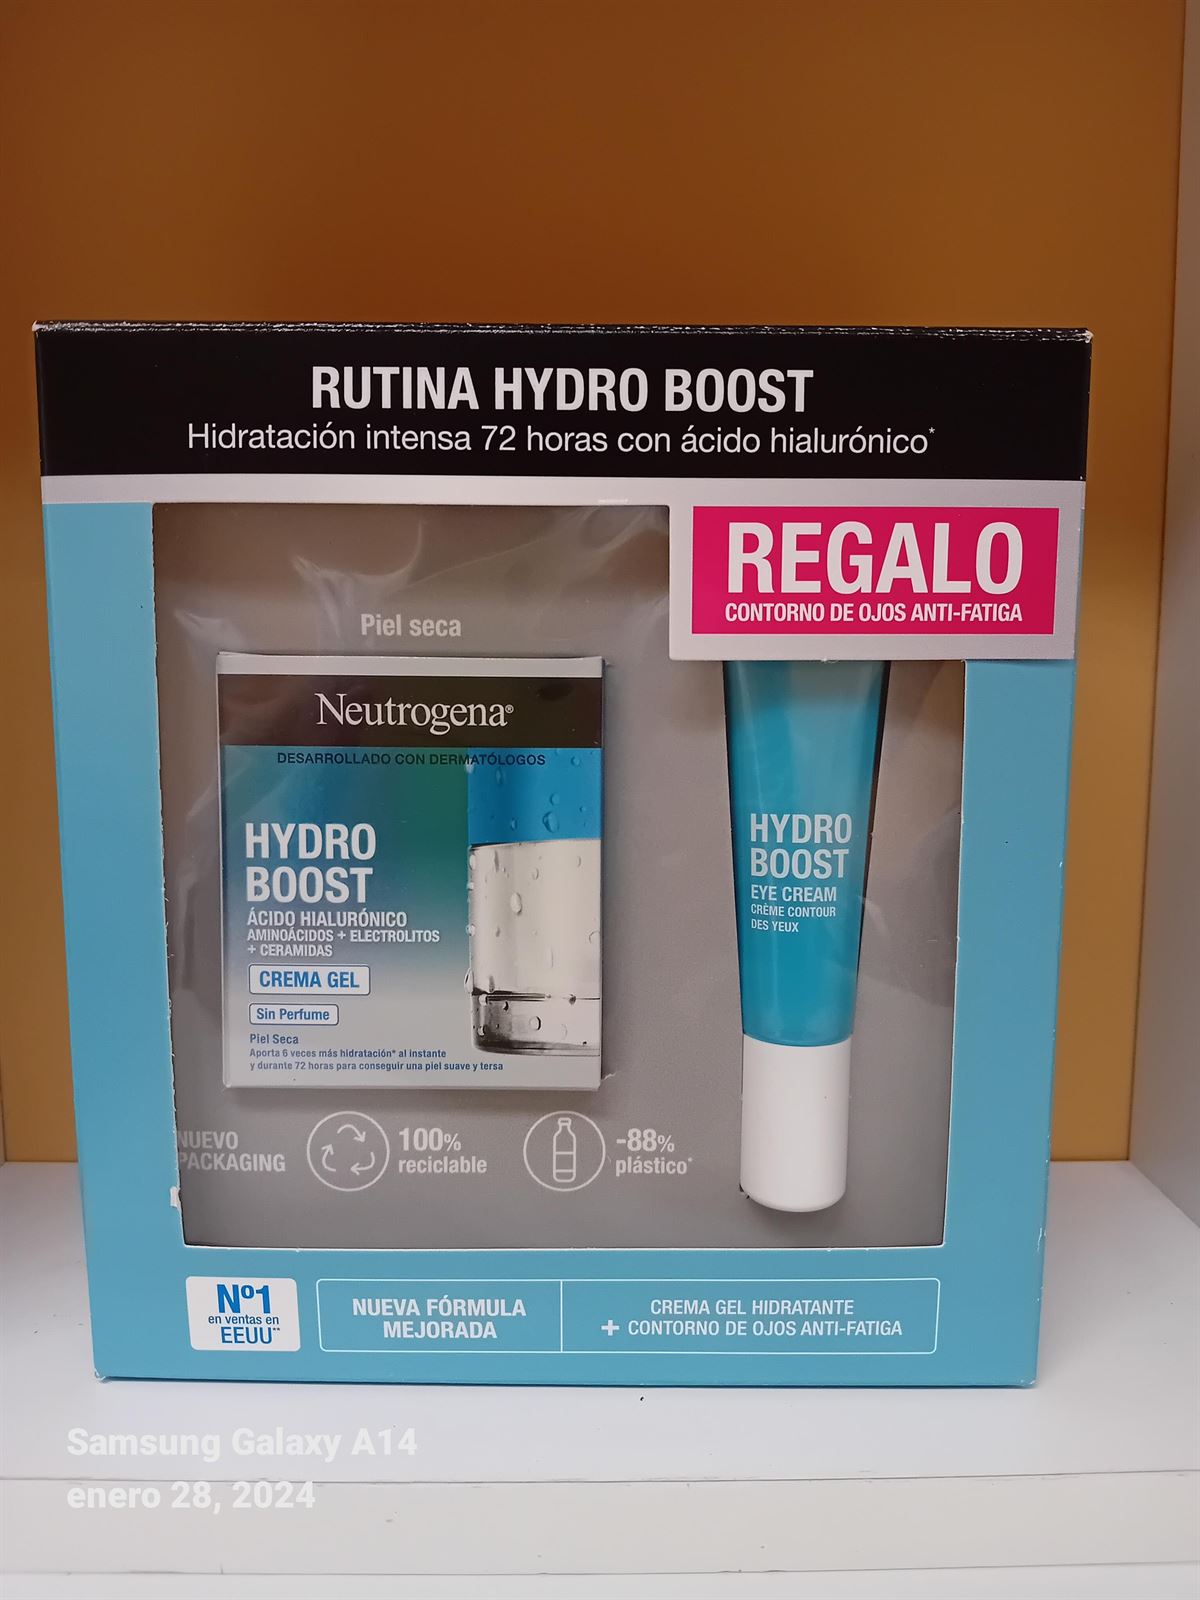 RUTINA HYDRO BOOST
Hidratación intensa 72 horas con ácido hialurónico*
REGALO
CONTORNO DE OJOS ANTI-FATIGA
Piel seca
Neutrogena®
DESARROLLADO CON DERMATÓLOGOS
HYDRO
BOOST
ÁCIDO HIALURÓNICO
AMINOÁCIDOS + ELECTROLITOS
+ CERAMIDAS
CREMA GEL
Sin Perfume
Piel Seca
Aporta 6 veces más hidratación* al instante
y durante 72 horas para conseguir una piel suave y tersa
HYDRO
BOOST
EYE CREAM
CRÈME CONTOUR
DES YEUX
NUEVO
PACKAGING
100%
reciclable
-88%
plástico*
Nº1
en ventas en
EEUU**
NUEVA FÓRMULA
MEJORADA
CREMA GEL HIDRATANTE
+ CONTORNO DE OJOS ANTI-FATIGA
Samsung Galaxy A14
enero 28, 2024